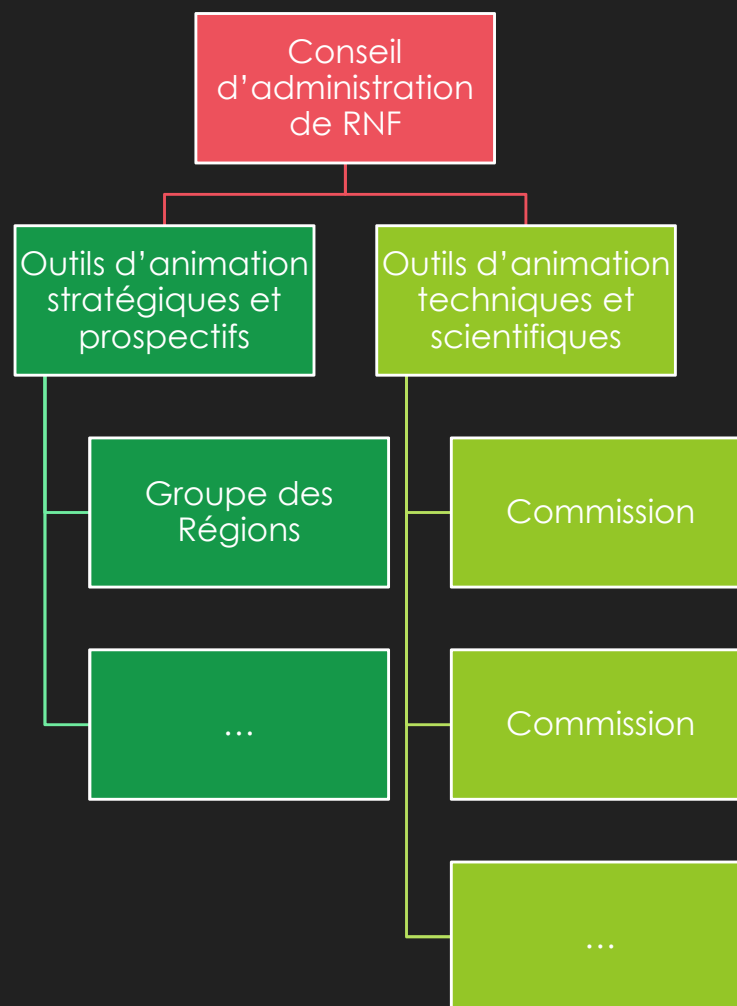 Conseil
d’administration
de RNF
Outils d’animation
stratégiques et
prospectifs
Outils d’animation
techniques et
scientifiques
Groupe des
Régions
Commission
...
Commission
...